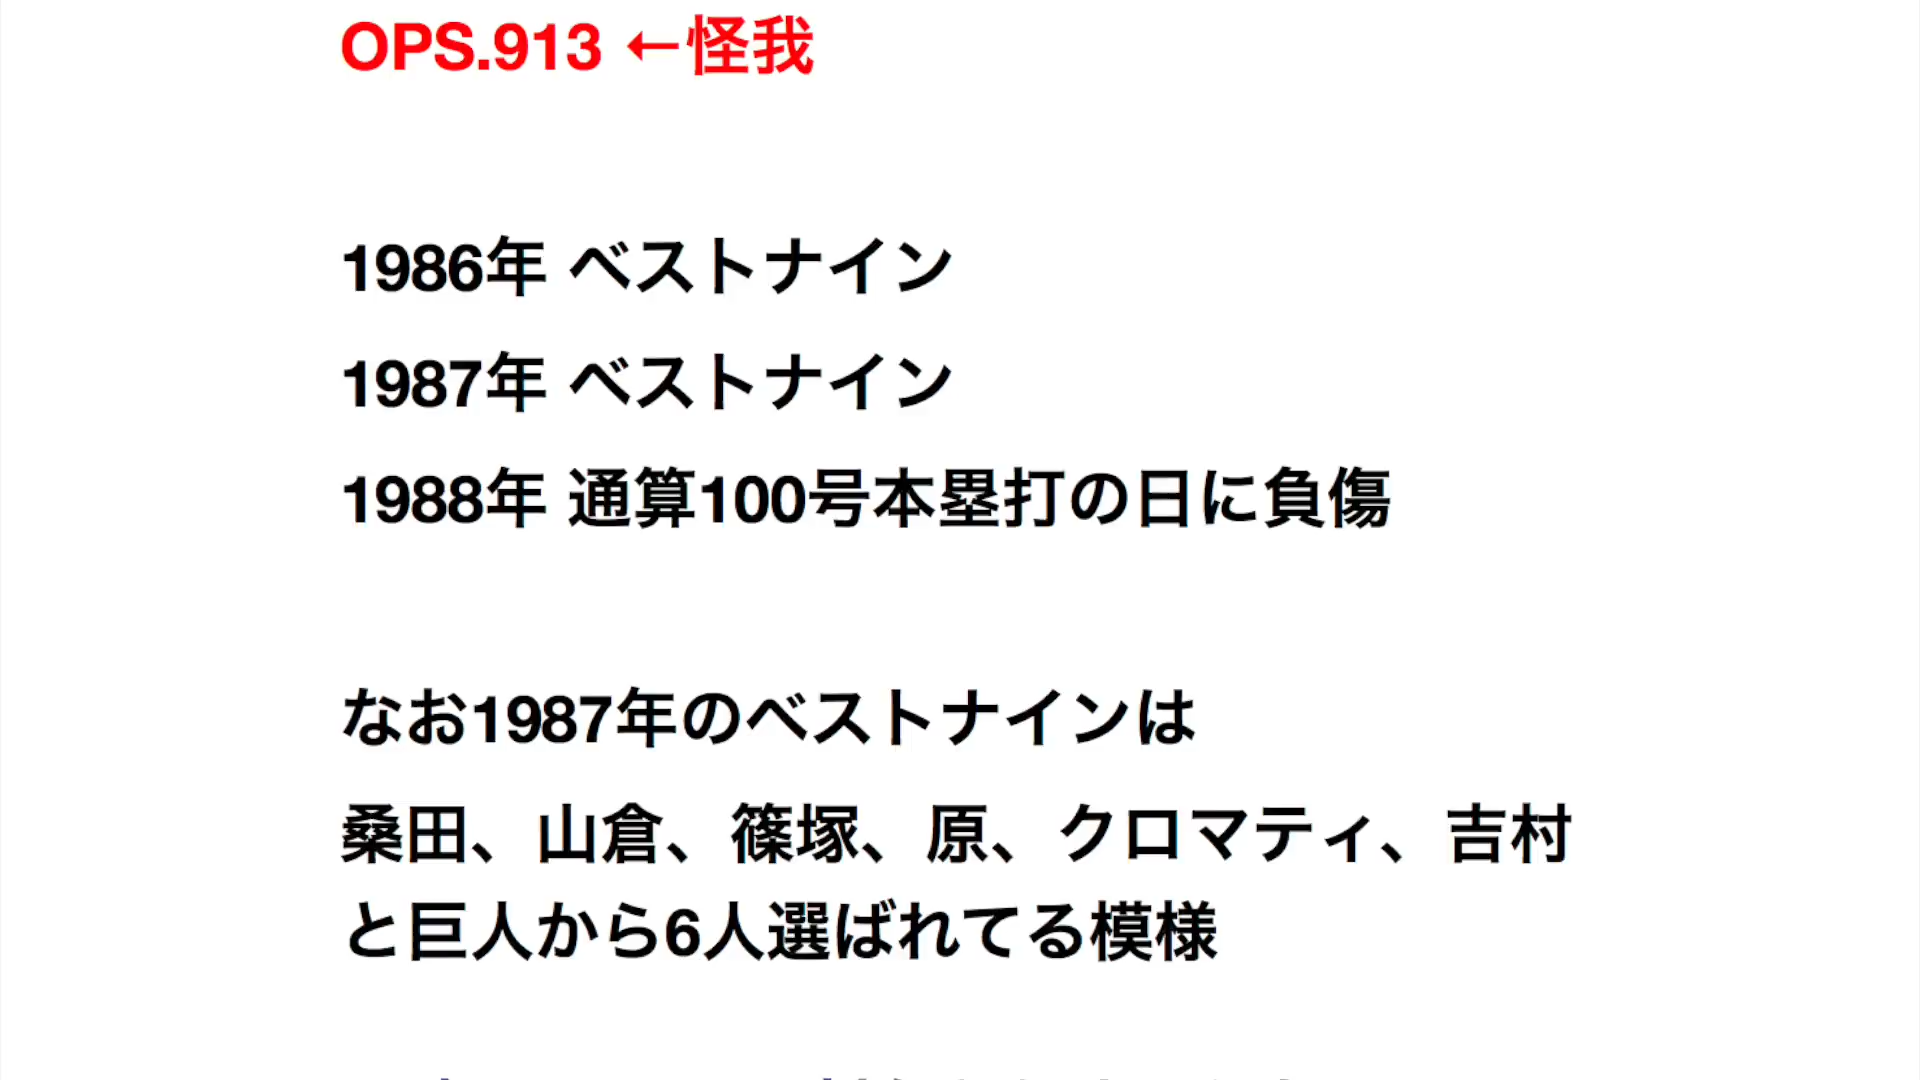 OPS.913 ←怪我
1986年 ベストナイン
1987年 ベストナイン
1988年 通算100号本塁打の日に負傷
なお1987年のベストナインは
桑田、山倉、篠塚、原、クロマティ、吉村
と巨人から6人選ばれてる模様